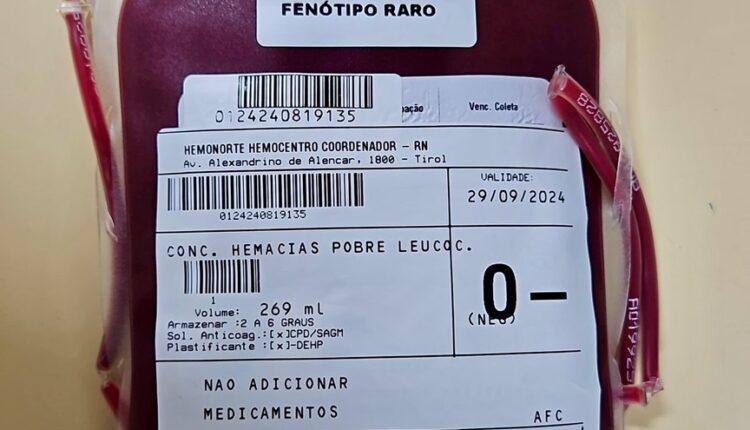 FENÓTIPO RARO
0124240819135
pação
Venc. Coleta
HEMONORTE HEMOCENTRO COORDENADOR - RN
Av. Alexandrino de Alencar, 1800 - Tirol
0124240819135
VALIDADE:
29/09/2024
CONC. HEMACIAS POBRE LEUCOC.
1
Volume: 269 ml
Armazenar :2 A 6 GRAUS
Sol. Anticoag.:[x]CPD/SAGM
Plastificante :[x]-DEHP
0-
(NEG)
NAO ADICIONAR
MEDICAMENTOS
AFC